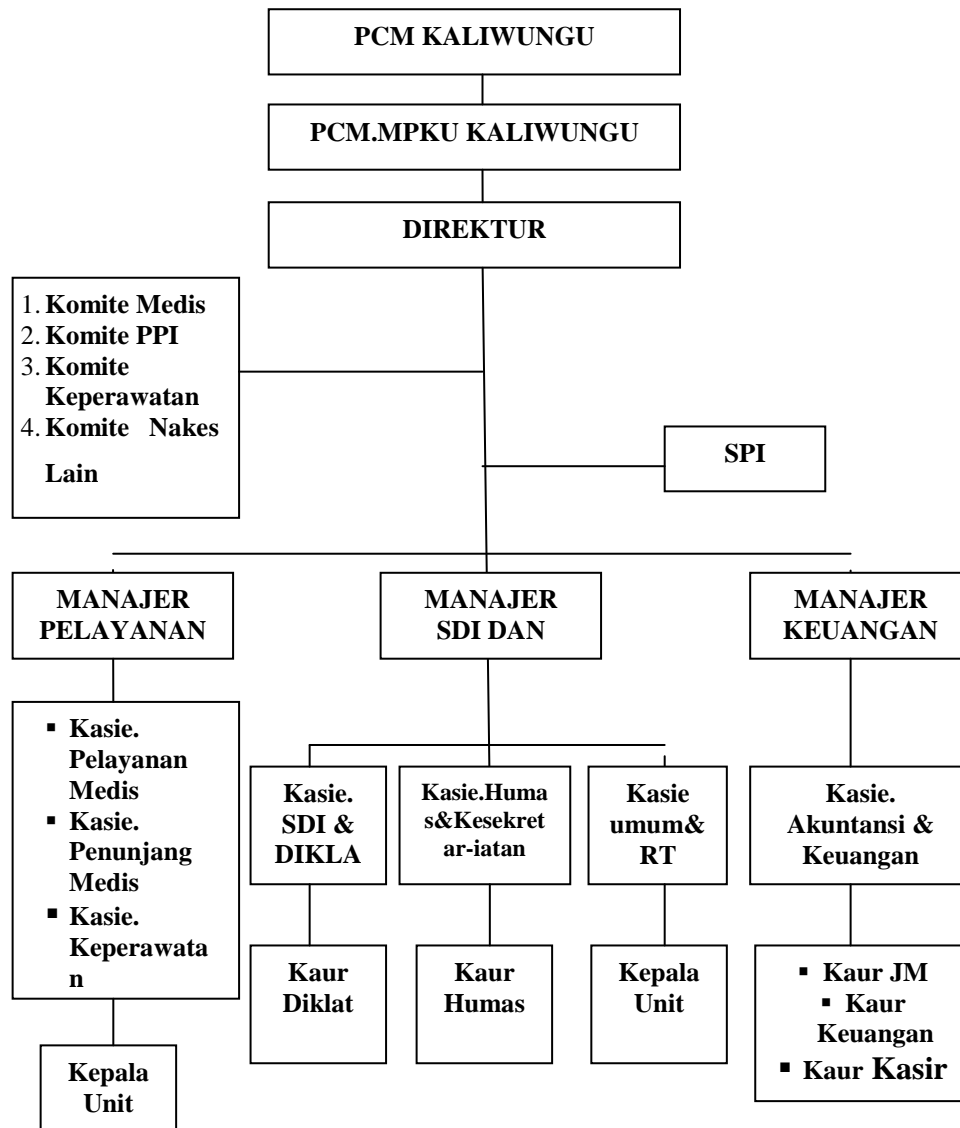 PCM KALIWUNGU
PCM.MPKU KALIWUNGU
DIREKTUR
1. Komite Medis
2. Komite PPI
3. Komite
Keperawatan
4. Komite Nakes
Lain
SPI
MANAJER
PELAYANAN
MANAJER
SDI DAN
MANAJER
KEUANGAN
▪ Kasie.
Pelayanan
Medis
▪ Kasie.
Penunjang
Medis
▪ Kasie.
Keperawata
n
Kasie.
SDI &
DIKLA
Kasie.Huma
s&Kesekret
ar-iatan
Kasie
umum&
RT
Kasie.
Akuntansi &
Keuangan
Kaur
Diklat
Kaur
Humas
Kepala
Unit
▪ Kaur JM
▪ Kaur
Keuangan
▪ Kaur Kasir
Kepala
Unit